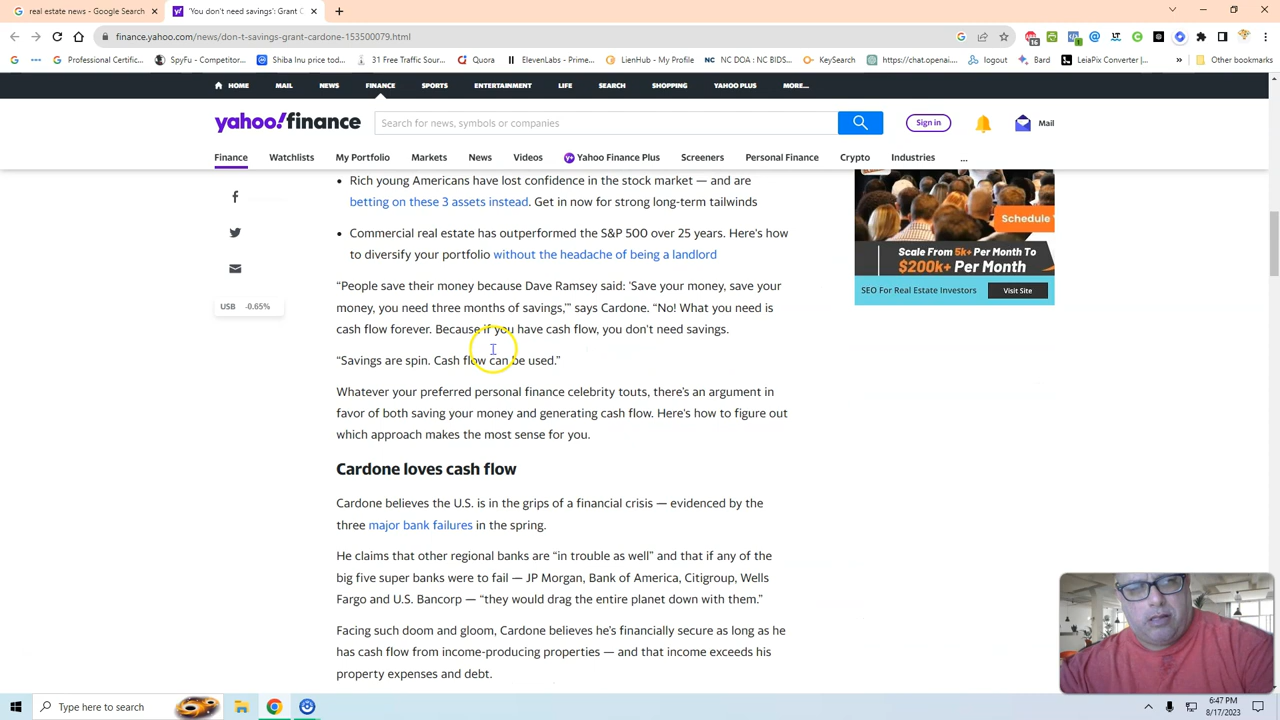 real estate news - Google Search
'You don't need savings': Grant C
finance.yahoo.com/news/don-t-savings-grant-cardone-153500079.html
16
Professional Certific...
SpyFu - Competitor...
Shiba Inu price tod...
31 Free Traffic Sour...
Quora
ElevenLabs - Prime...
LienHub - My Profile
NC DOA : NC BIDS...
KeySearch
https://chat.openai...
logout
Bard
LeiaPix Converter |...
»
Other bookmarks
HOME
MAIL
NEWS
FINANCE
SPORTS
ENTERTAINMENT
LIFE
SEARCH
SHOPPING
YAHOO PLUS
MORE...
yahoo!finance
Search for news, symbols or companies
Sign in
Mail
Finance
Watchlists
My Portfolio
Markets
News
Videos
Yahoo Finance Plus
Screeners
Personal Finance
Crypto
Industries
...
• Rich young Americans have lost confidence in the stock market — and are
betting on these 3 assets instead. Get in now for strong long-term tailwinds
• Commercial real estate has outperformed the S&P 500 over 25 years. Here's how
to diversify your portfolio without the headache of being a landlord
USB -0.65%
“People save their money because Dave Ramsey said: ‘Save your money, save your
money, you need three months of savings,’” says Cardone. “No! What you need is
cash flow forever. Because if you have cash flow, you don't need savings.
“Savings are spin. Cash flow can be used.”
Whatever your preferred personal finance celebrity touts, there's an argument in
favor of both saving your money and generating cash flow. Here's how to figure out
which approach makes the most sense for you.
Cardone loves cash flow
Cardone believes the U.S. is in the grips of a financial crisis — evidenced by the
three major bank failures in the spring.
He claims that other regional banks are “in trouble as well” and that if any of the
big five super banks were to fail — JP Morgan, Bank of America, Citigroup, Wells
Fargo and U.S. Bancorp — “they would drag the entire planet down with them.”
Facing such doom and gloom, Cardone believes he's financially secure as long as he
has cash flow from income-producing properties — and that income exceeds his
property expenses and debt.
Schedule
Scale From 5k+ Per Month To
$200k+ Per Month
SEO For Real Estate Investors
Visit Site
Type here to search
6:47 PM
8/17/2023